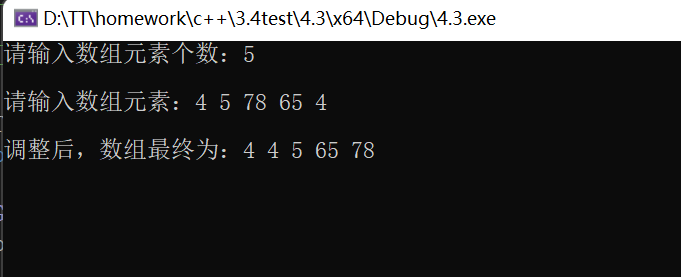 D:\TT\homework\c++\3.4test\4.3\x64\Debug\4.3.exe
请输入数组元素个数：5
请输入数组元素：4 5 78 65 4
调整后，数组最终为：4 4 5 65 78